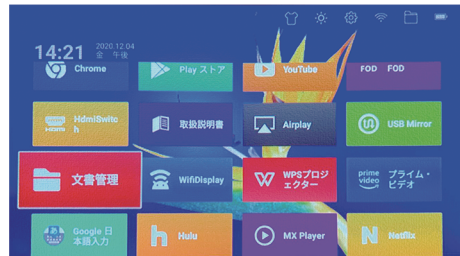 14:21
2020.12.04
金 午後
Chrome
Play ストア
YouTube
FOD FOD
HDMI
HdmiSwitc
h
取扱説明書
Airplay
USB Mirror
文書管理
WifiDisplay
WPSプロジ
ェクター
prime
video
プライム・
ビデオ
あ
Google 日
本語入力
h
Hulu
MX Player
N
Netflix